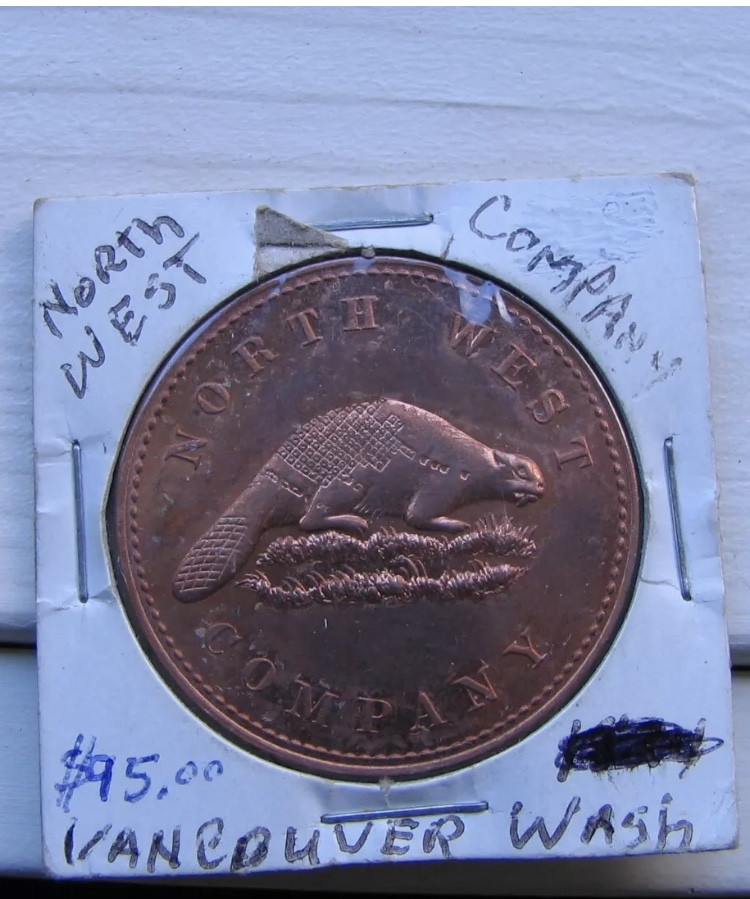 NORTH
WEST
COMPANY
NORTH WEST
COMPANY
$95.00
VANCOUVER WASH